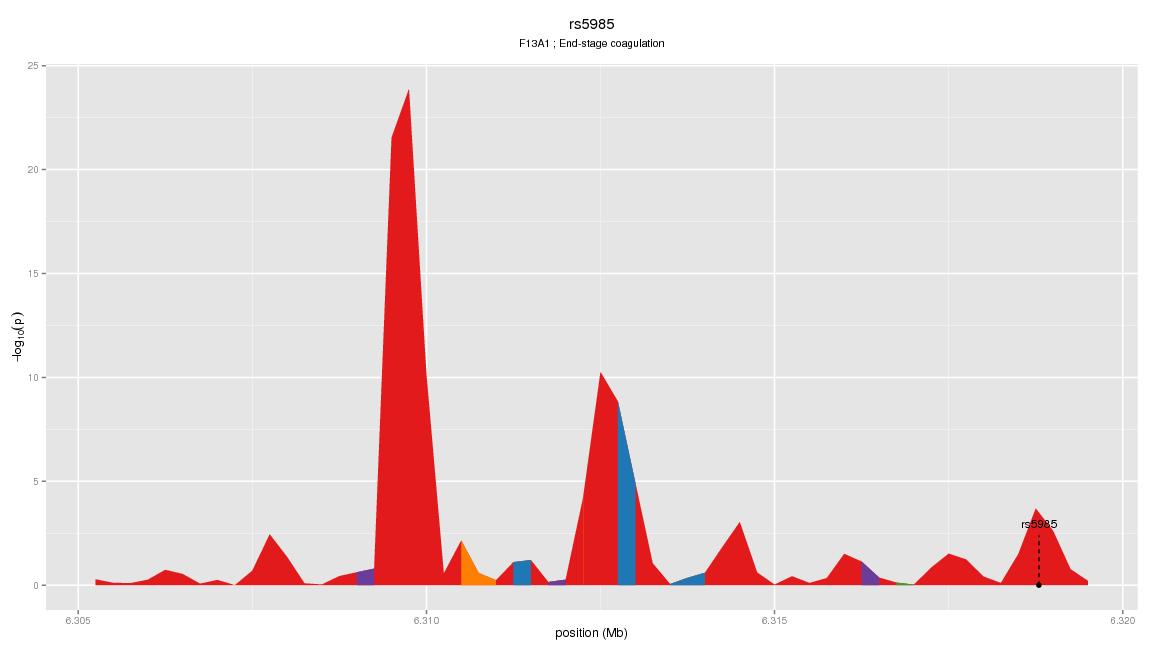 rs5985
F13A1 ; End-stage coagulation
25
20
15
10
5
0
−log10(p)
rs5985
6.305
6.310
6.315
6.320
position (Mb)